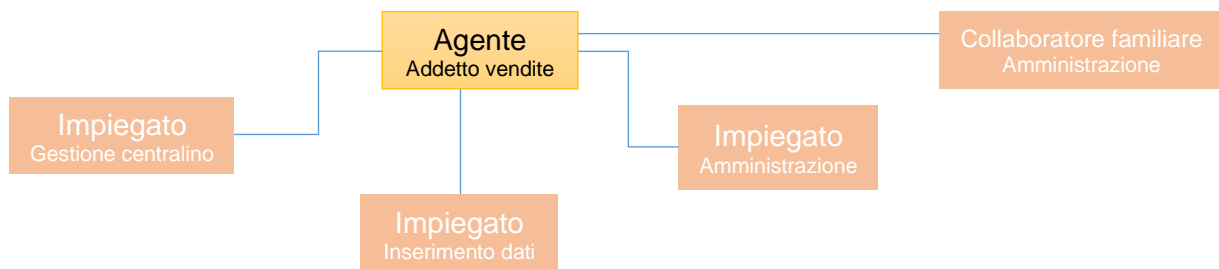 Agente
Addetto vendite
Collaboratore familiare
Amministrazione
Impiegato
Gestione centralino
Impiegato
Amministrazione
Impiegato
Inserimento dati